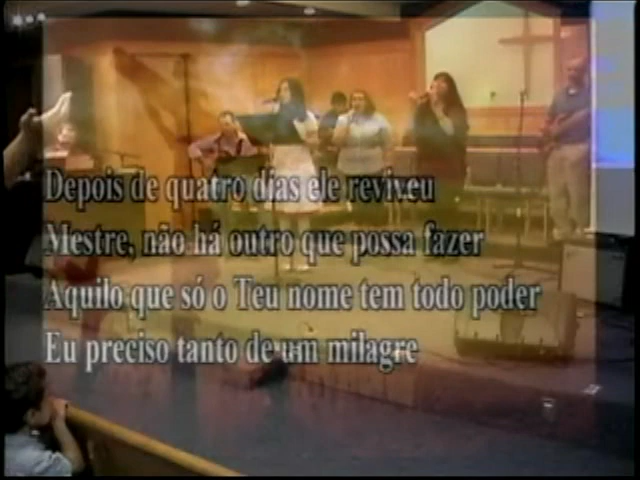 Depois de quatro dias ele reviveu
Mestre, não há outro que possa fazer
Aquilo que só o Teu nome tem todo poder
Eu preciso tanto de um milagre